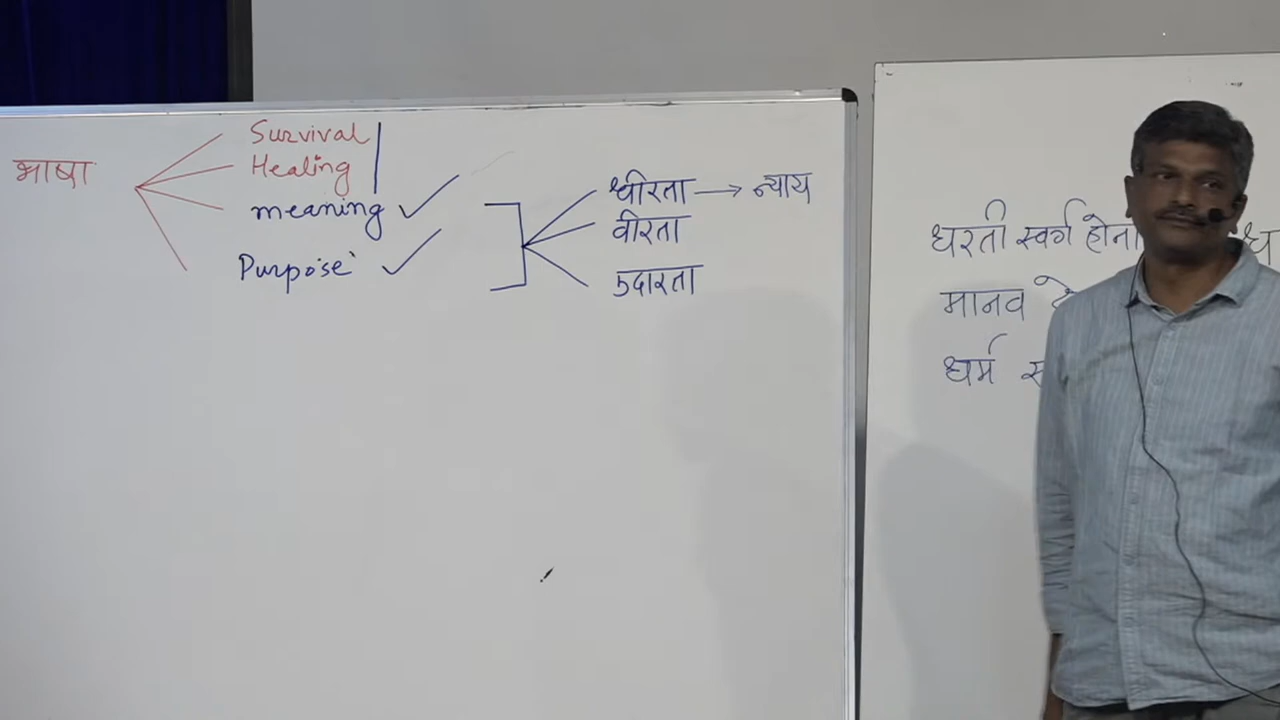 भाषा
Survival
Healing
meaning
Purpose
धीरता → न्याय
वीरता
उदारता
धरती स्वर्ग होना
मानव
धर्म